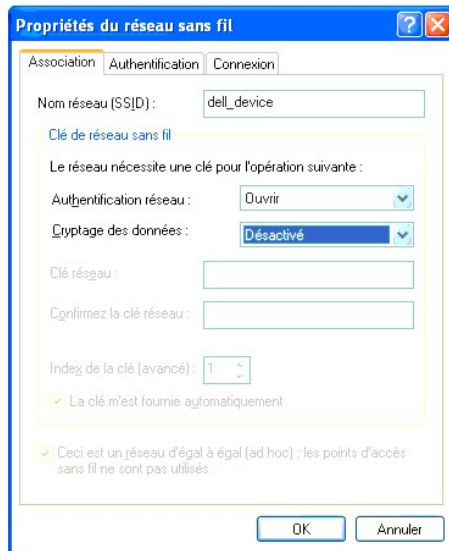 Propriétés du réseau sans fil
Association Authentification Connexion
Nom réseau (SSID) : dell_device
Clé de réseau sans fil
Le réseau nécessite une clé pour l'opération suivante :
Authentification réseau : Ouvrir
Cryptage des données : Désactivé
Clé réseau :
Confirmez la clé réseau :
Index de la clé (avancé) : 1
La clé m'est fournie automatiquement
Ceci est un réseau d'égal à égal (ad hoc) ; les points d'accès
sans fil ne sont pas utilisés
OK Annuler